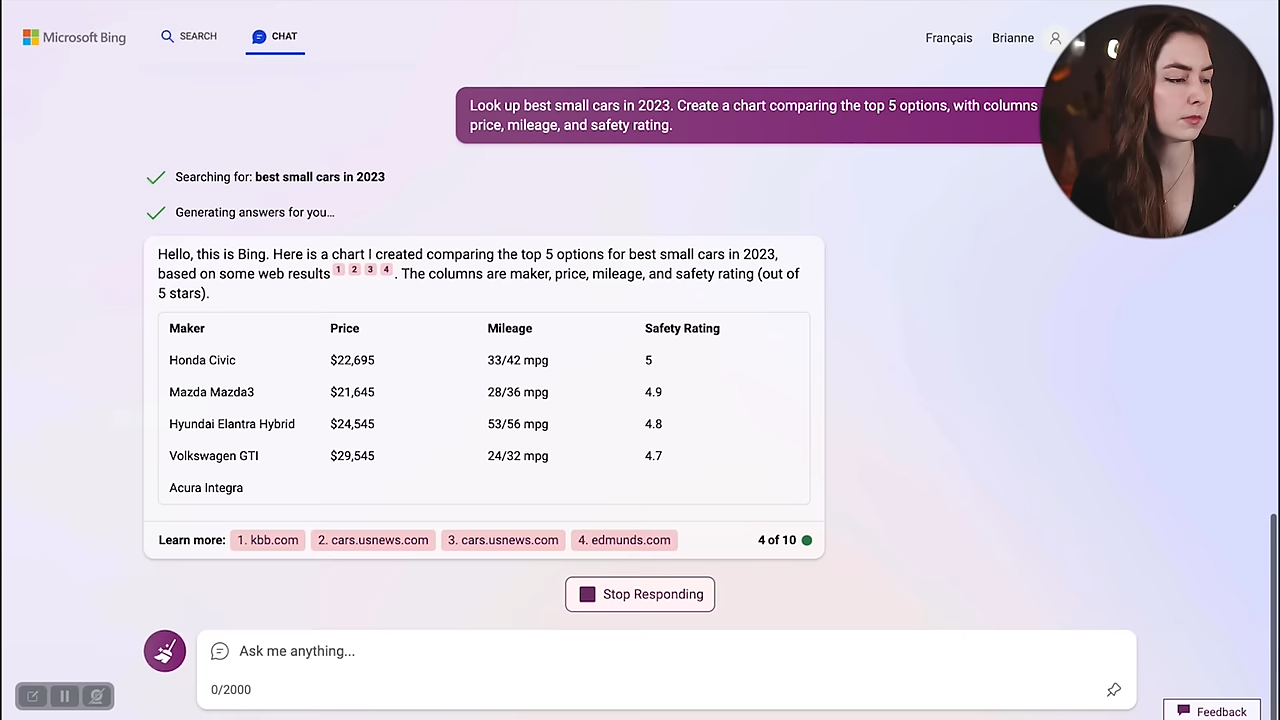 Microsoft Bing
SEARCH
CHAT
Français
Brianne
Look up best small cars in 2023. Create a chart comparing the top 5 options, with columns
price, mileage, and safety rating.
Searching for: best small cars in 2023
Generating answers for you...
Hello, this is Bing. Here is a chart I created comparing the top 5 options for best small cars in 2023,
based on some web results 1 2 3 4 . The columns are maker, price, mileage, and safety rating (out of
5 stars).
Maker Price Mileage Safety Rating
Honda Civic $22,695 33/42 mpg 5
Mazda Mazda3 $21,645 28/36 mpg 4.9
Hyundai Elantra Hybrid $24,545 53/56 mpg 4.8
Volkswagen GTI $29,545 24/32 mpg 4.7
Acura Integra
Learn more: 1. kbb.com 2. cars.usnews.com 3. cars.usnews.com 4. edmunds.com 4 of 10
Stop Responding
Ask me anything...
0/2000
Feedback